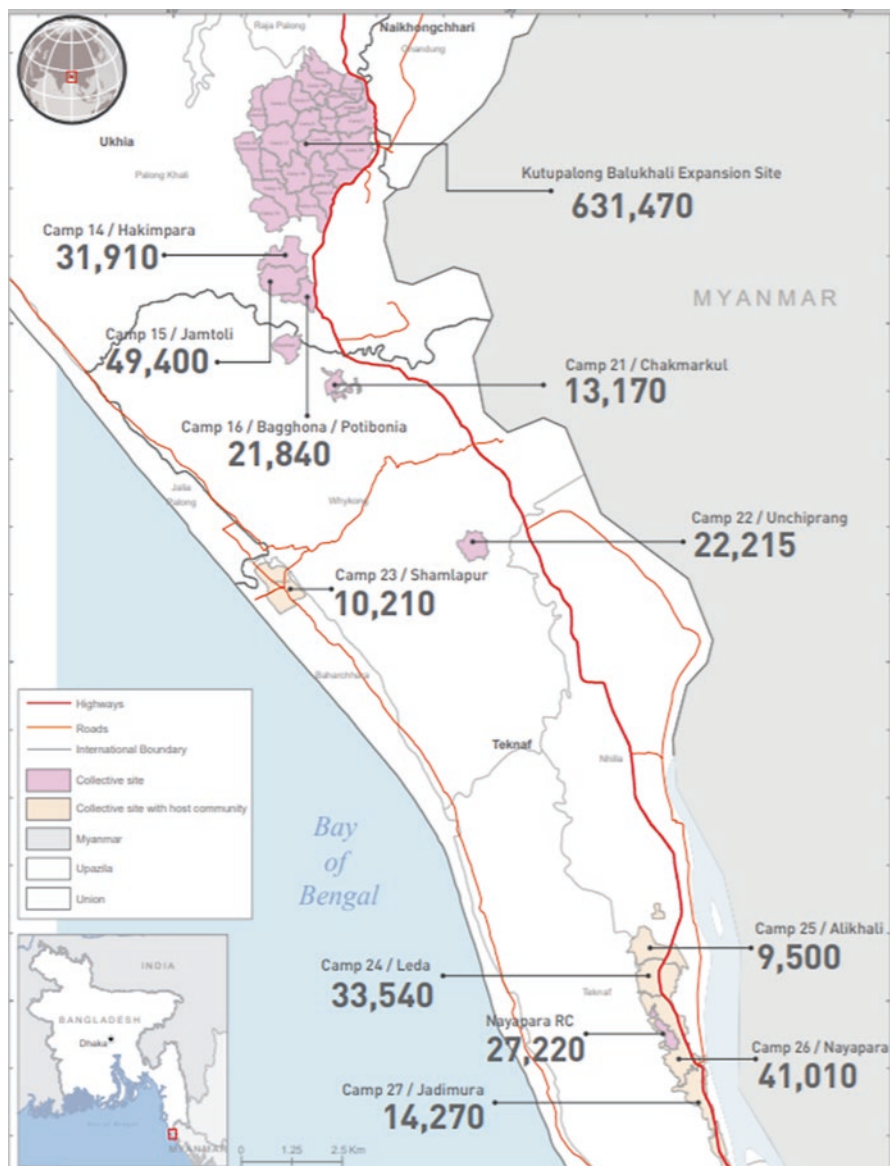 Raja Palong
Naikhongchhari
Ghandung
Ukhia
Palong Khali
Kutupalong Balukhali Expansion Site
631,470
Camp 14 / Hakimpara
31,910
MYANMAR
Camp 15 / Jamtoli
49,400
Camp 21 / Chakmarkul
13,170
Camp 16 / Bagghona / Potibonia
21,840
Jalia
Palong
Whykong
Camp 22 / Unchiprang
22,215
Camp 23 / Shamlapur
10,210
Baharchhara
Highways
Roads
International Boundary
Collective site
Collective site with host community
Myanmar
Upazila
Union
Teknaf
Nhilla
Bay
of
Bengal
Camp 25 / Alikhali
9,500
Camp 24 / Leda
33,540
Teknaf
Nayapara RC
27,220
Camp 26 / Nayapara
41,010
Camp 27 / Jadimura
14,270
INDIA
BANGLADESH
Dhaka
Bay of Bengal
MYANMAR
0 1.25 2.5 Km